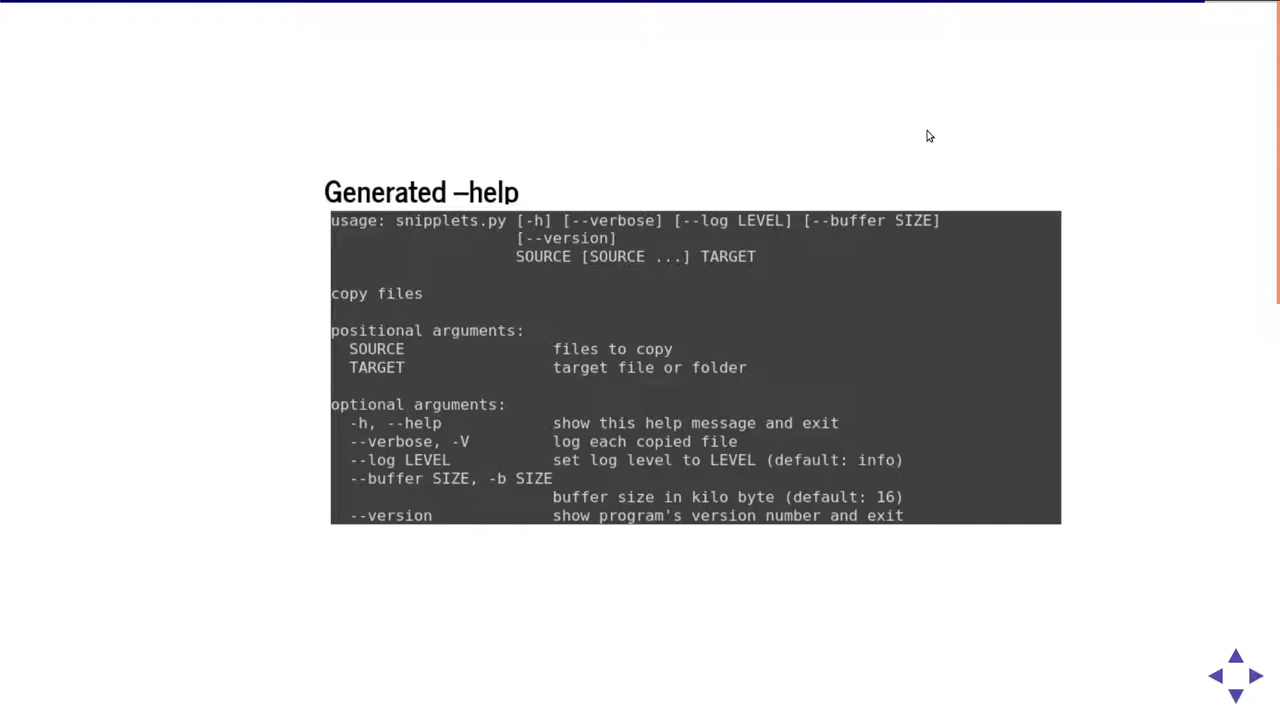 Generated –help
usage: snipplets.py [-h] [--verbose] [--log LEVEL] [--buffer SIZE]
[--version]
SOURCE [SOURCE ...] TARGET
copy files
positional arguments:
SOURCE files to copy
TARGET target file or folder
optional arguments:
-h, --help show this help message and exit
--verbose, -V log each copied file
--log LEVEL set log level to LEVEL (default: info)
--buffer SIZE, -b SIZE
buffer size in kilo byte (default: 16)
--version show program's version number and exit